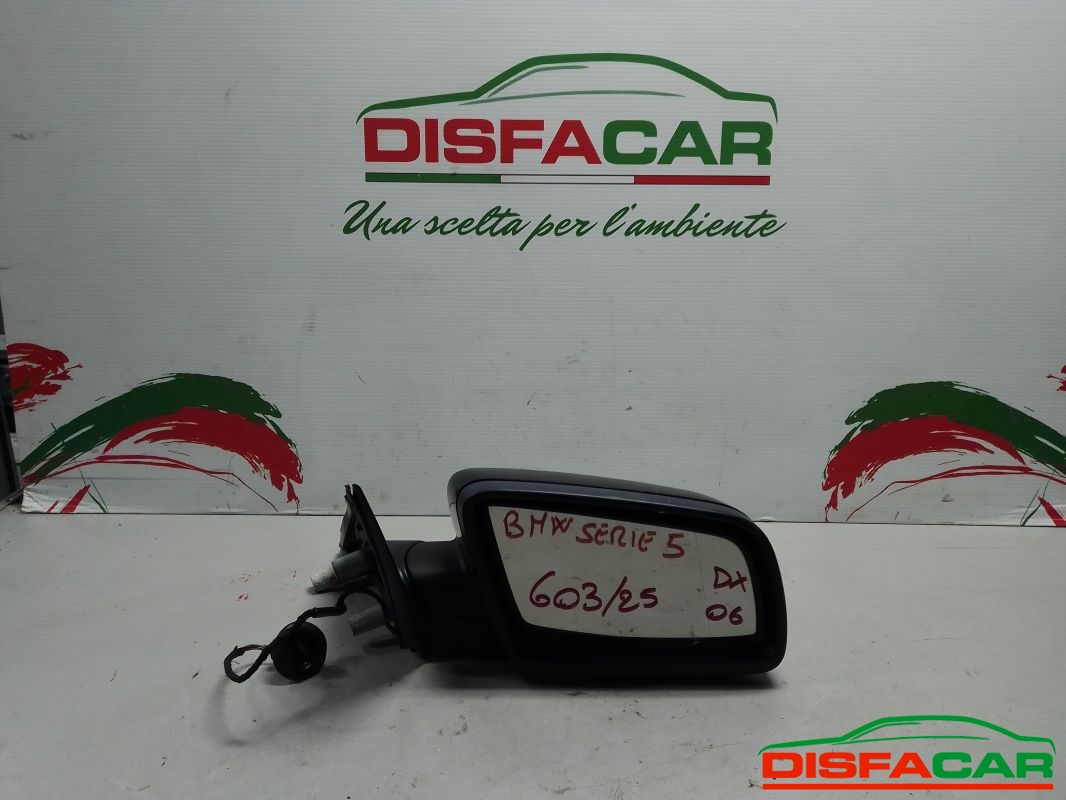 DISFACAR
Una scelta per l'ambiente
BMW SERIE 5
603/25
DX
06
DISFACAR